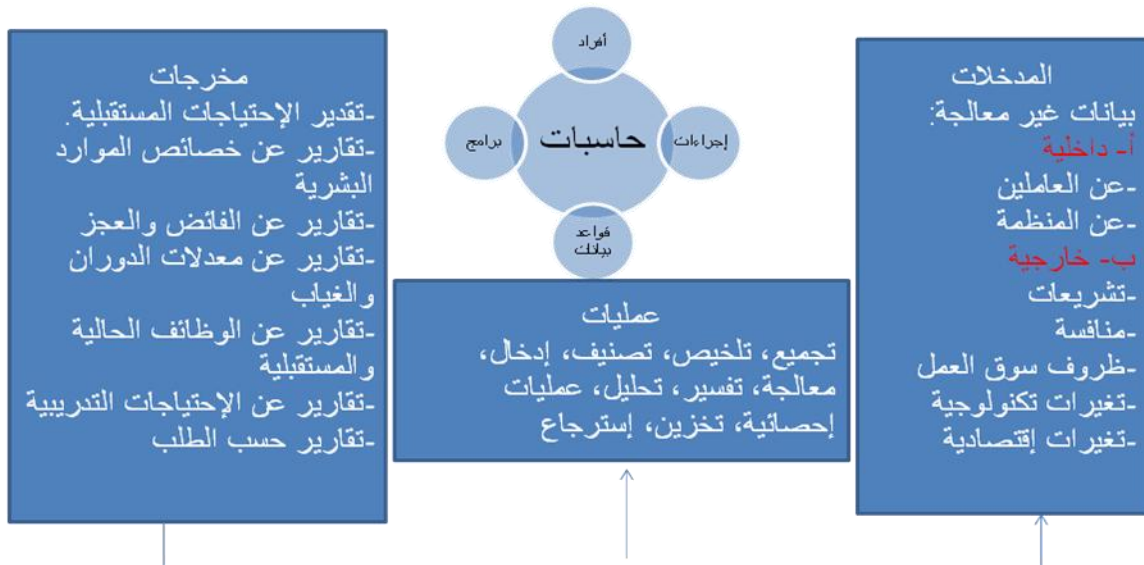 المدخلات
بيانات غير معالجة:
أ- داخلية
-عن العاملين
-عن المنظمة
ب- خارجية
-تشريعات
-منافسة
-ظروف سوق العمل
-تغيرات تكنولوجية
-تغيرات إقتصادية
أفراد
إجراءات
حاسبات
برامج
قواعد
بيانات
عمليات
تجميع، تلخيص، تصنيف، إدخال،
معالجة، تفسير، تحليل، عمليات
إحصائية، تخزين، إسترجاع
مخرجات
-تقدير الإحتياجات المستقبلية.
-تقارير عن خصائص الموارد
البشرية
-تقارير عن الفائض والعجز
-تقارير عن معدلات الدوران
والغياب
-تقارير عن الوظائف الحالية
والمستقبلية
-تقارير عن الإحتياجات التدريبية
-تقارير حسب الطلب